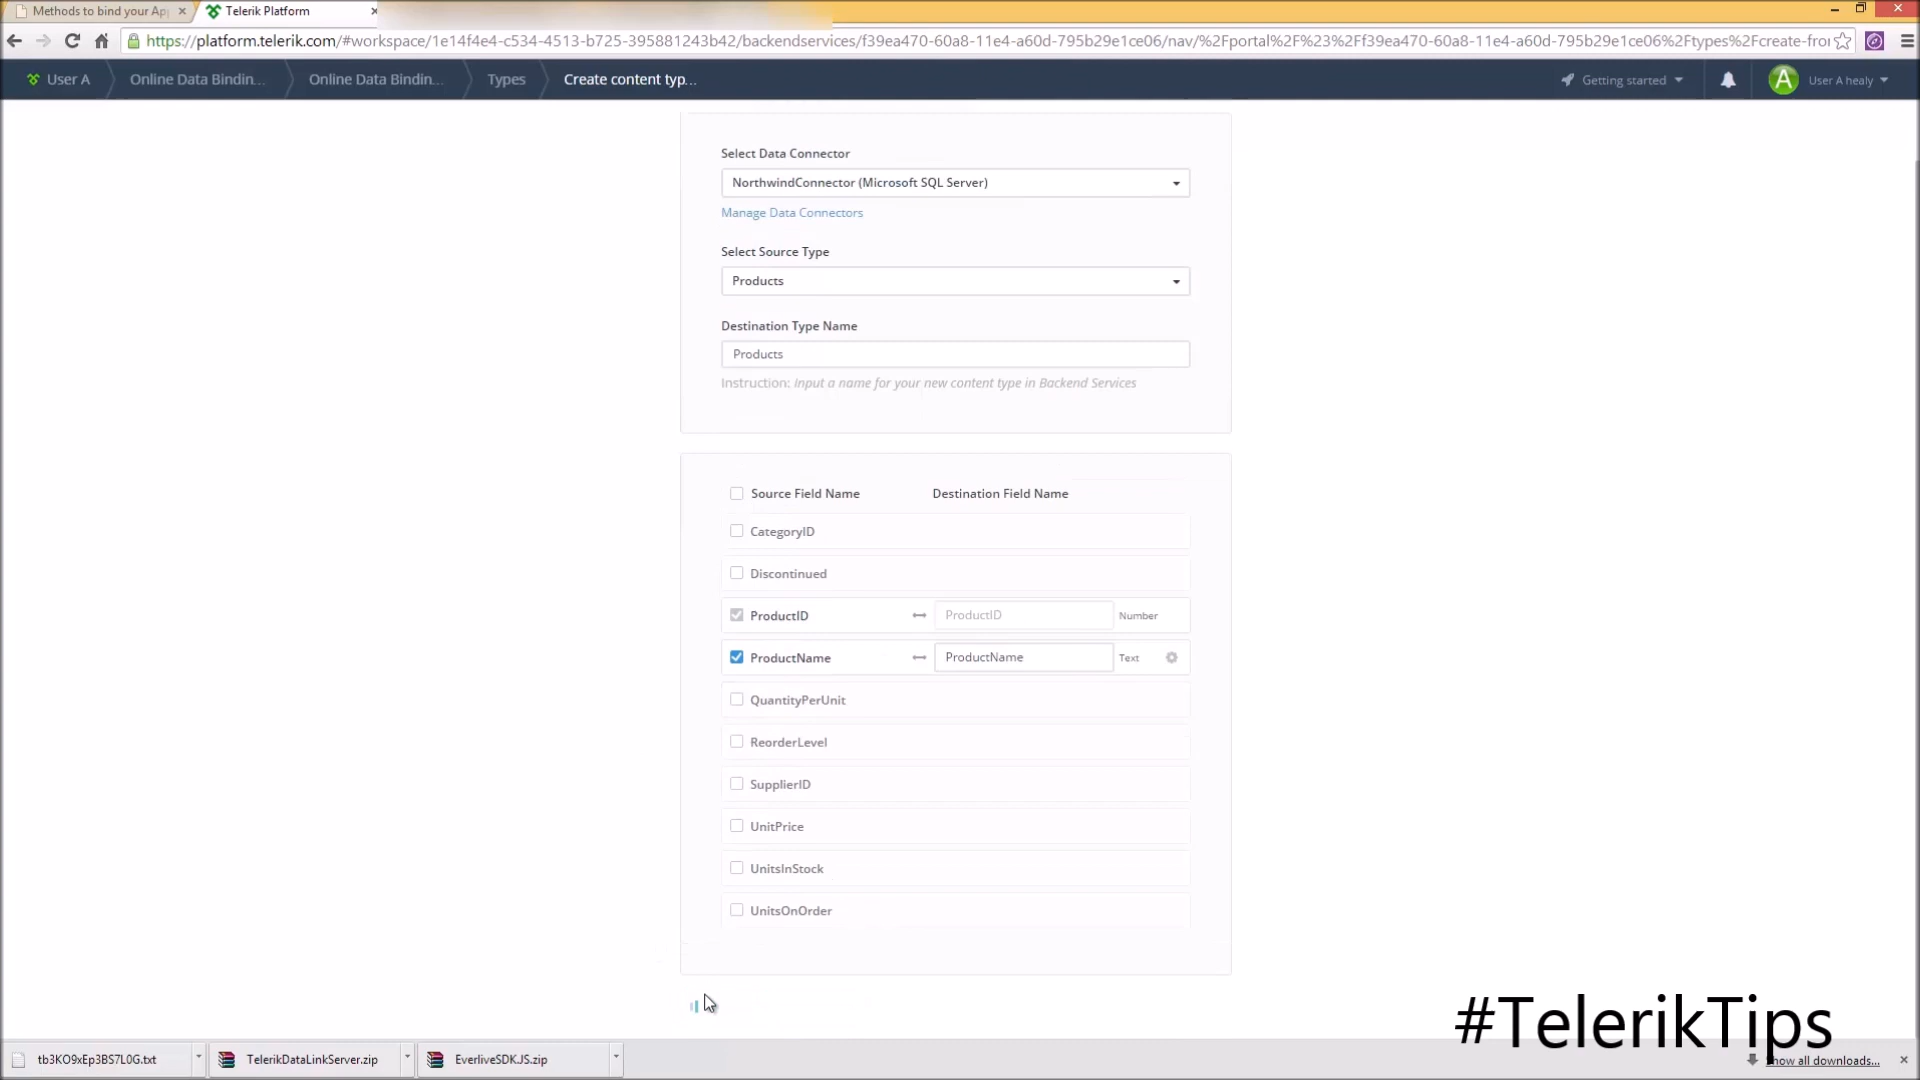 Methods to bind your Ap
Telerik Platform
https://platform.telerik.com/#workspace/1e14f4e4-c534-4513-b725-395881243b42/backendservices/f39ea470-60a8-11e4-a60d-795b29e1ce06/nav/%2Fportal%2F%23%2Ff39ea470-60a8-11e4-a60d-795b29e1ce06%2Ftypes%2Fcreate-fro
User A
Online Data Bindin...
Online Data Bindin...
Types
Create content typ...
Getting started
A
User A healy
Select Data Connector
NorthwindConnector (Microsoft SQL Server)
Manage Data Connectors
Select Source Type
Products
Destination Type Name
Products
Instruction: Input a name for your new content type in Backend Services
Source Field Name Destination Field Name
CategoryID
Discontinued
ProductID ProductID Number
ProductName ProductName Text
QuantityPerUnit
ReorderLevel
SupplierID
UnitPrice
UnitsInStock
UnitsOnOrder
#TelerikTips
tb3KO9xEp3BS7L0G.txt
TelerikDataLinkServer.zip
EverliveSDK.JS.zip
Show all downloads...